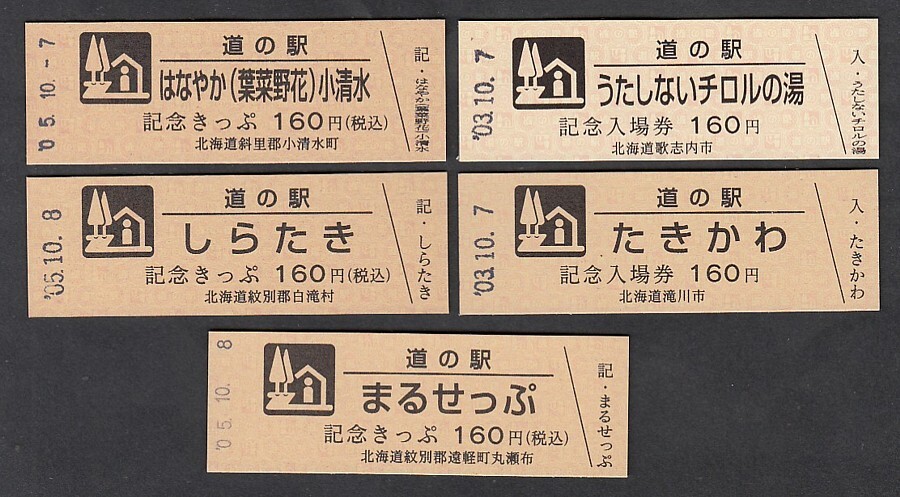 '05.10.-7
道の駅
はなやか(葉菜野花)小清水
記念きっぷ 160円(税込)
北海道斜里郡小清水町
記・はなやか(葉菜野花)小清水
'03.10.7
道の駅
うたしないチロルの湯
記念入場券 160円
北海道歌志内市
入・うたしないチロルの湯
'05.10.8
道の駅
しらたき
記念きっぷ 160円(税込)
北海道紋別郡白滝村
記・しらたき
'03.10.7
道の駅
たきかわ
記念入場券 160円
北海道滝川市
入・たきかわ
'05.10.8
道の駅
まるせっぷ
記念きっぷ 160円(税込)
北海道紋別郡遠軽町丸瀬布
記・まるせっぷ